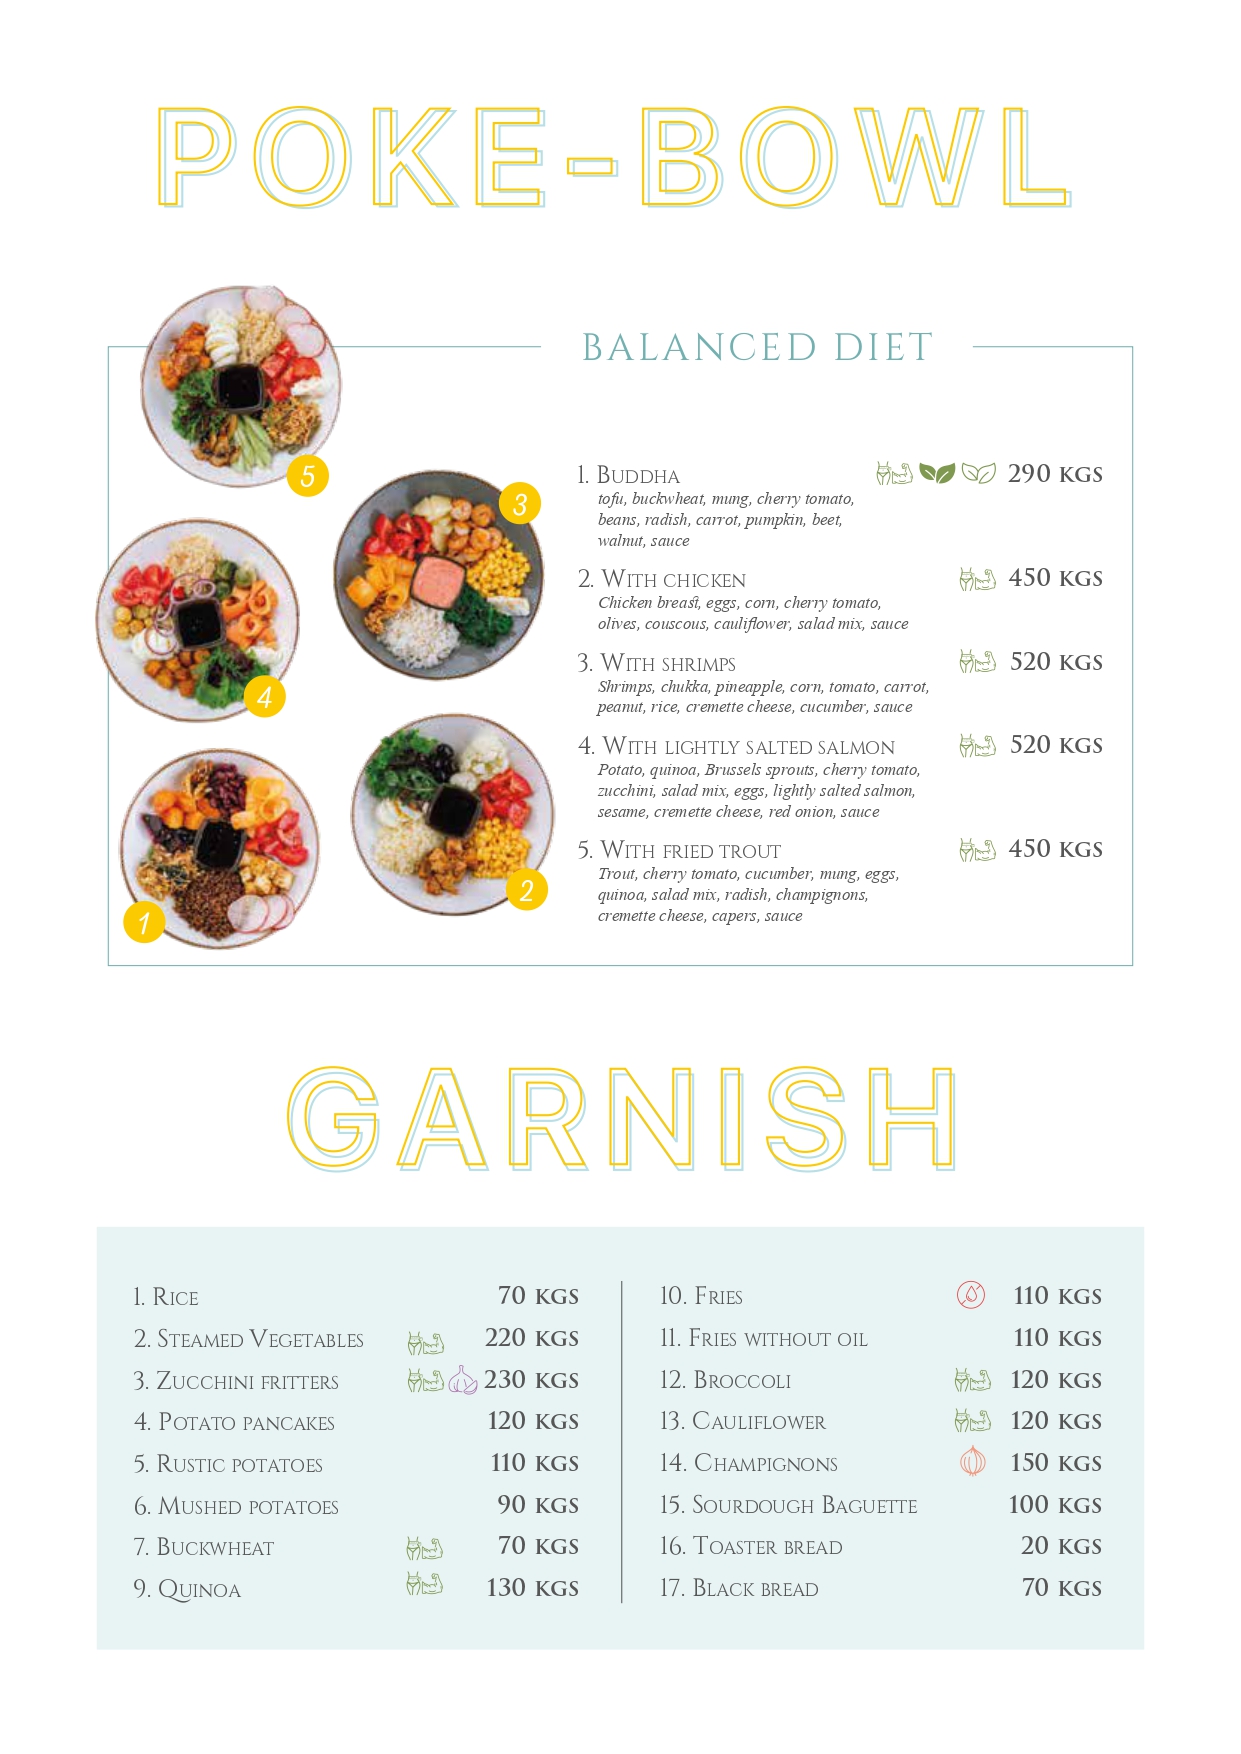 POKE-BOWL
BALANCED DIET
5
3
4
1
2
1. Buddha 290 KGS
tofu, buckwheat, mung, cherry tomato,
beans, radish, carrot, pumpkin, beet,
walnut, sauce
2. With chicken 450 KGS
Chicken breast, eggs, corn, cherry tomato,
olives, couscous, cauliflower, salad mix, sauce
3. With shrimps 520 KGS
Shrimps, chukka, pineapple, corn, tomato, carrot,
peanut, rice, cremette cheese, cucumber, sauce
4. With lightly salted salmon 520 KGS
Potato, quinoa, Brussels sprouts, cherry tomato,
zucchini, salad mix, eggs, lightly salted salmon,
sesame, cremette cheese, red onion, sauce
5. With fried trout 450 KGS
Trout, cherry tomato, cucumber, mung, eggs,
quinoa, salad mix, radish, champignons,
cremette cheese, capers, sauce
GARNISH
1. Rice 70 KGS
2. Steamed Vegetables 220 KGS
3. Zucchini fritters 230 KGS
4. Potato pancakes 120 KGS
5. Rustic potatoes 110 KGS
6. Mushed potatoes 90 KGS
7. Buckwheat 70 KGS
9. Quinoa 130 KGS
10. Fries 110 KGS
11. Fries without oil 110 KGS
12. Broccoli 120 KGS
13. Cauliflower 120 KGS
14. Champignons 150 KGS
15. Sourdough Baguette 100 KGS
16. Toaster bread 20 KGS
17. Black bread 70 KGS